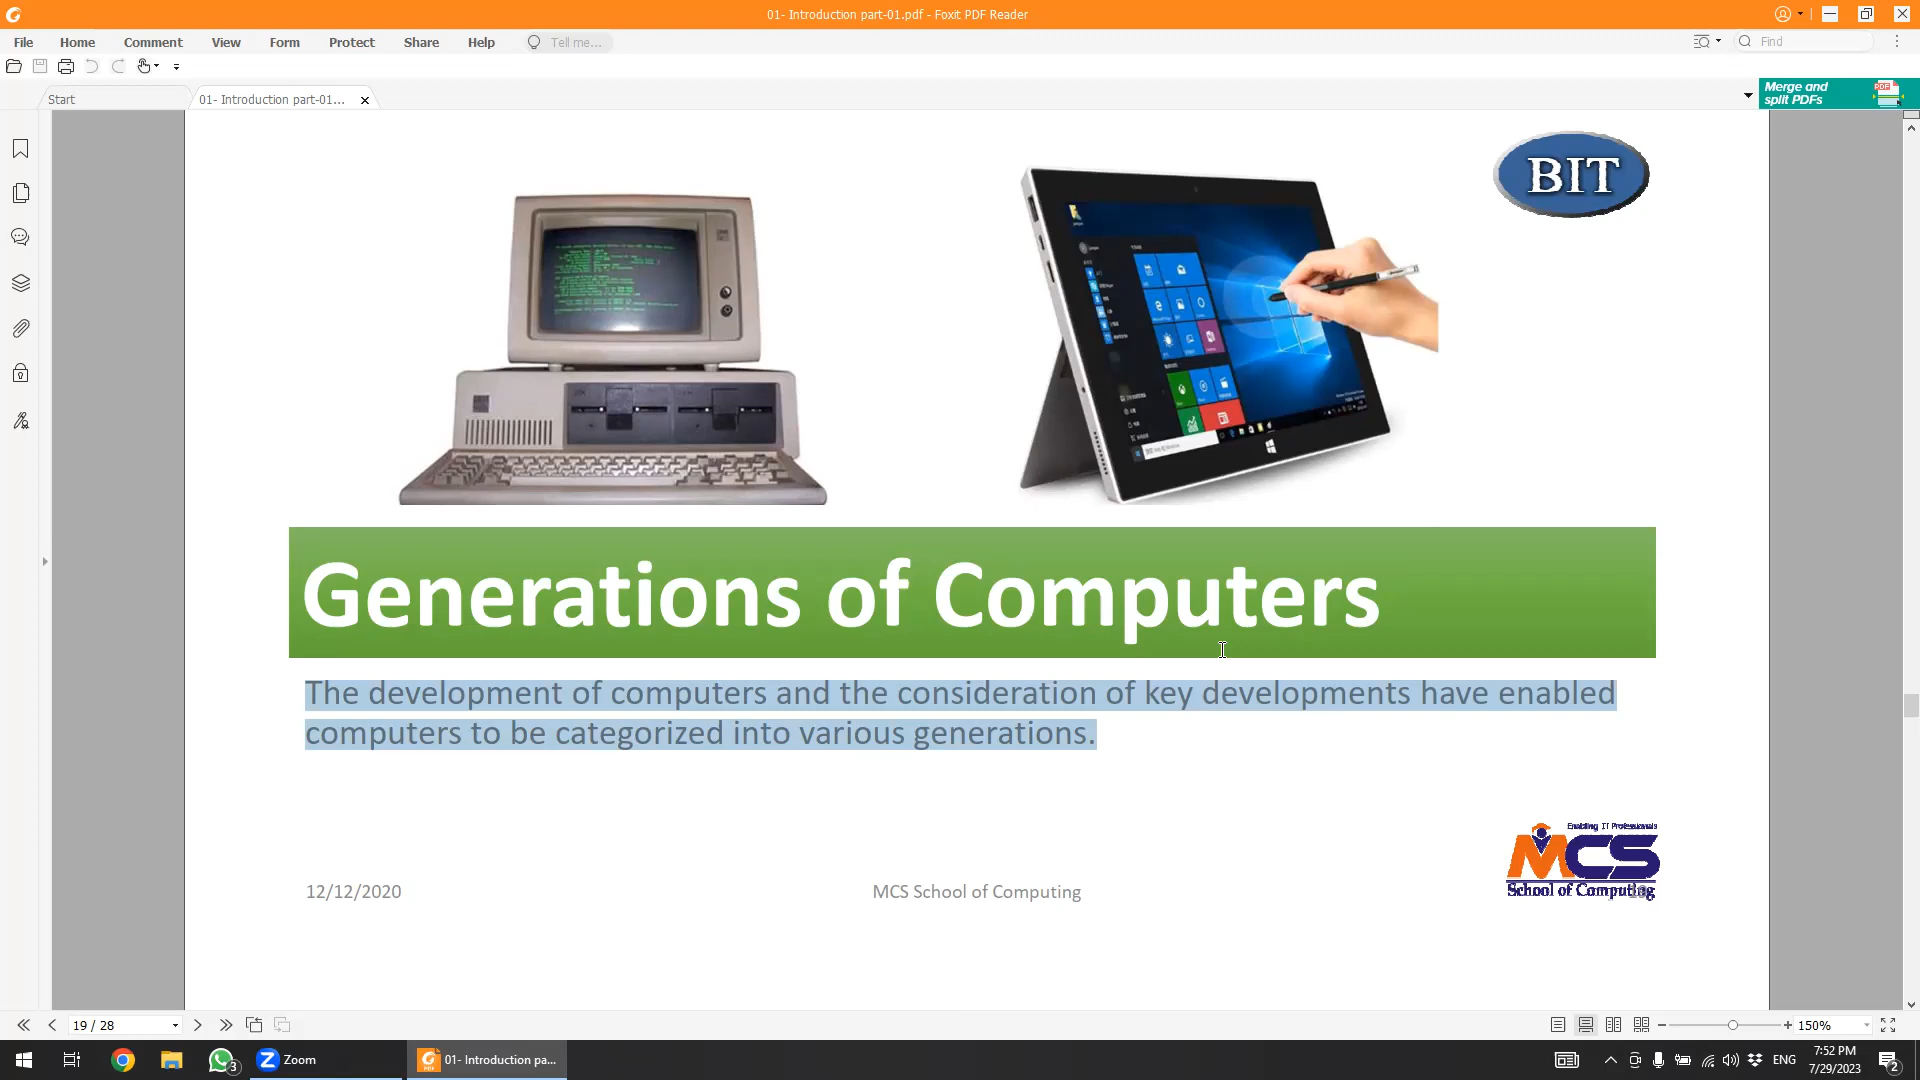 01- Introduction part-01.pdf - Foxit PDF Reader
File Home Comment View Form Protect Share Help Tell me... Find
Start 01- Introduction part-01... Merge and
split PDFs
BIT
Generations of Computers
The development of computers and the consideration of key developments have enabled
computers to be categorized into various generations.
Enabling IT Professionals
MCS
School of Computing
12/12/2020 MCS School of Computing
19 / 28 150%
3 Zoom 01- Introduction pa... ENG 7:52 PM
7/29/2023 2